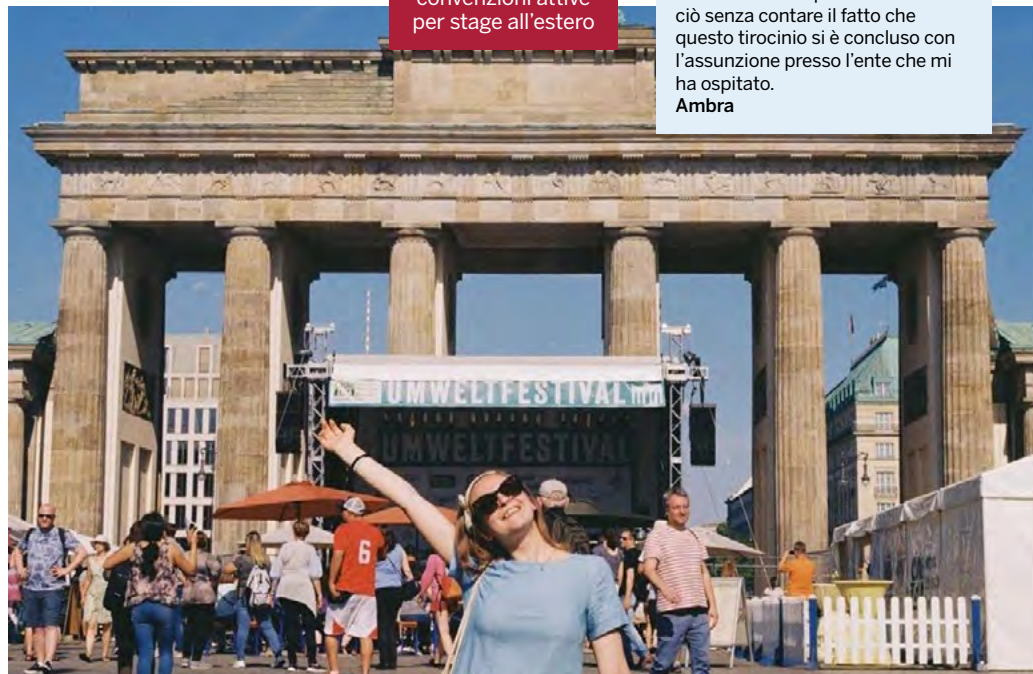 convenzioni attive
per stage all'estero
ciò senza contare il fatto che
questo tirocinio si è concluso con
l'assunzione presso l'ente che mi
ha ospitato.
Ambra
UMWELTFESTIVAL
UMWELTFESTIVAL
6